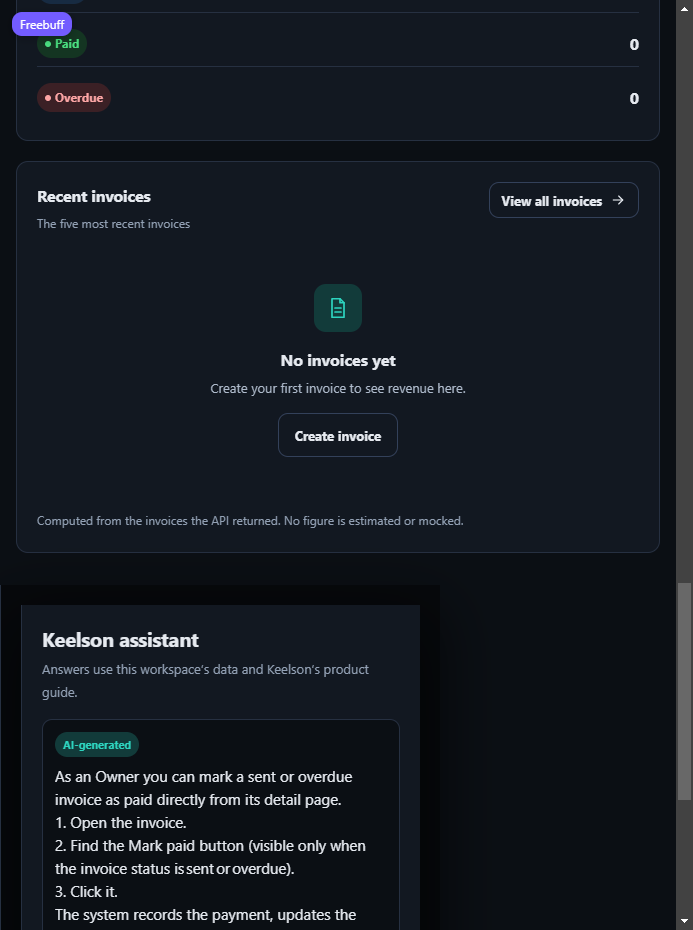 Freebuff
Paid
0
Overdue
0
Recent invoices
View all invoices
The five most recent invoices
No invoices yet
Create your first invoice to see revenue here.
Create invoice
Computed from the invoices the API returned. No figure is estimated or mocked.
Keelson assistant
Answers use this workspace's data and Keelson's product
guide.
AI-generated
As an Owner you can mark a sent or overdue
invoice as paid directly from its detail page.
1. Open the invoice.
2. Find the Mark paid button (visible only when
the invoice status is sent or overdue).
3. Click it.
The system records the payment, updates the